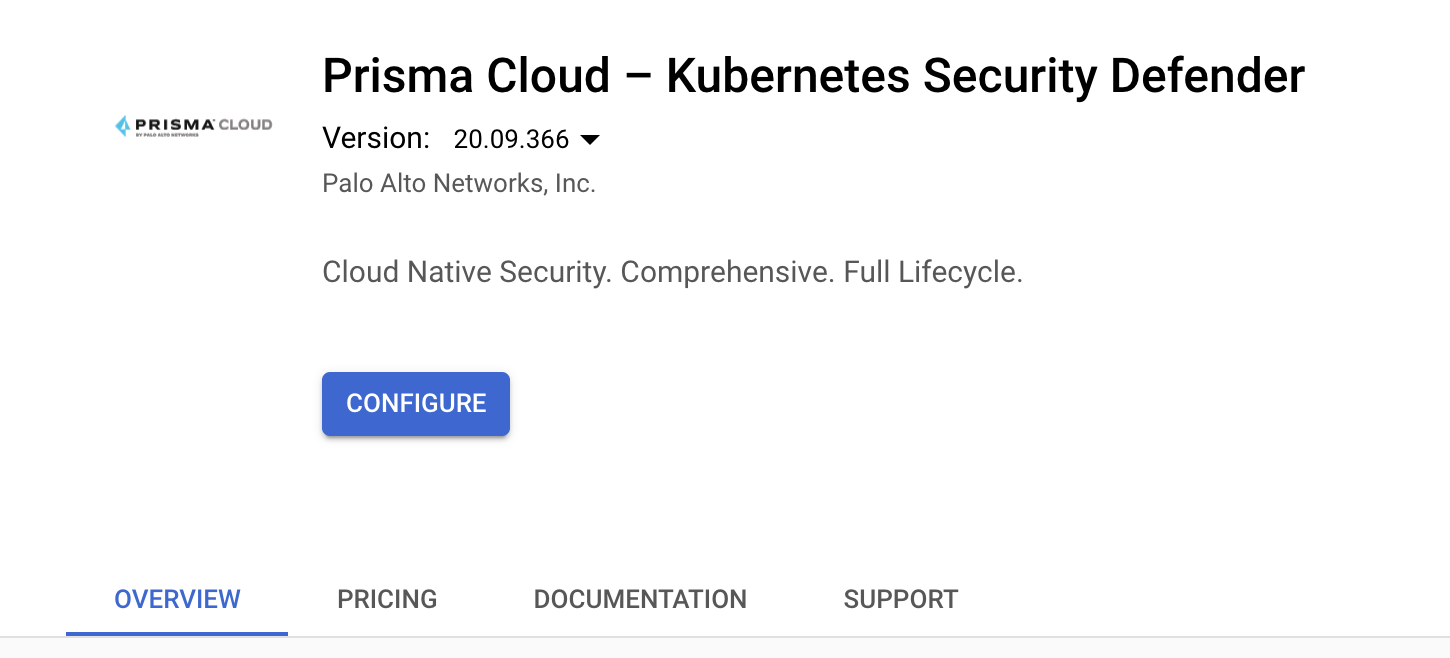 Prisma Cloud – Kubernetes Security Defender
PRISMA™ CLOUD
BY PALO ALTO NETWORKS
Version: 20.09.366
Palo Alto Networks, Inc.
Cloud Native Security. Comprehensive. Full Lifecycle.
CONFIGURE
OVERVIEW PRICING DOCUMENTATION SUPPORT